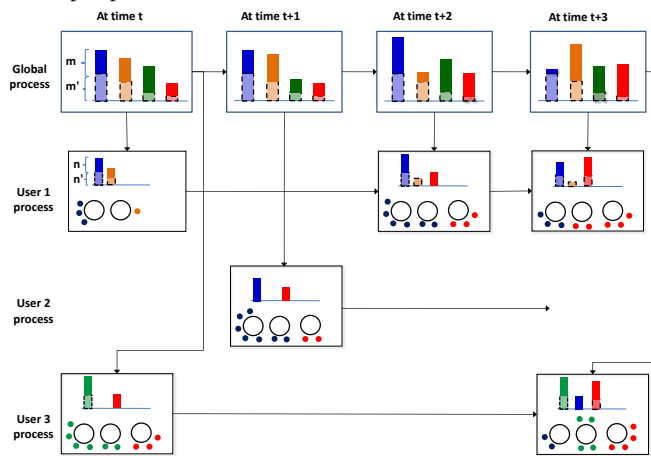 At time t At time t+1 At time t+2 At time t+3
Global
process
m
m'
User 1
process
n
n'
User 2
process
User 3
process